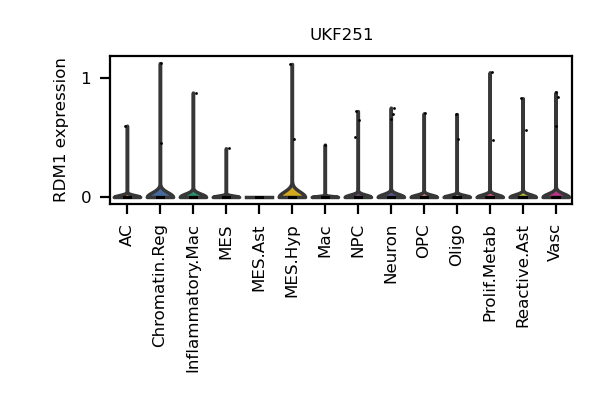 UKF251
RDM1 expression
1
0
AC
Chromatin.Reg
Inflammatory.Mac
MES
MES.Ast
MES.Hyp
Mac
NPC
Neuron
OPC
Oligo
Prolif.Metab
Reactive.Ast
Vasc